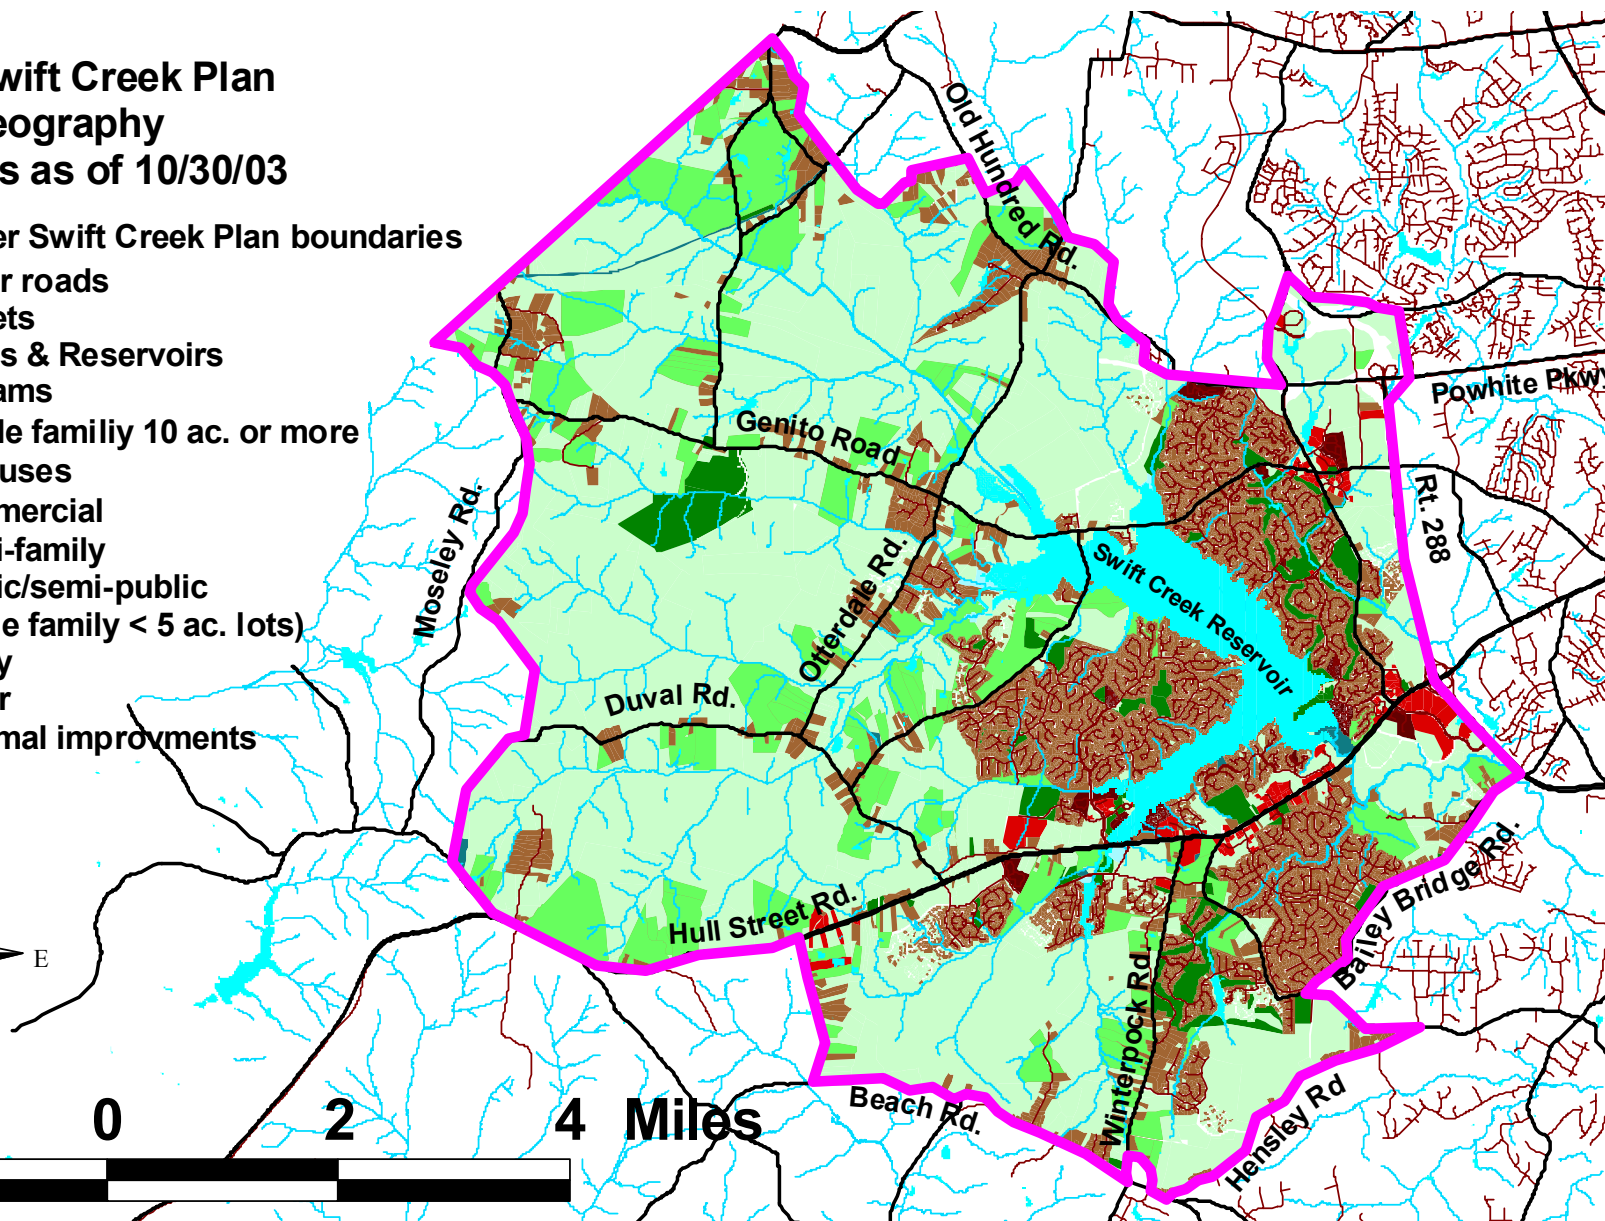 wift Creek Plan
eography
s as of 10/30/03
er Swift Creek Plan boundaries
r roads
ets
s & Reservoirs
ams
le familiy 10 ac. or more
uses
mercial
i-family
ic/semi-public
e family < 5 ac. lots)
y
r
mal improvments
Old Hundred Rd.
Powhite Pkwy
Genito Road
Rt. 288
Moseley Rd.
Otterdale Rd.
Swift Creek Reservoir
Duval Rd.
Hull Street Rd.
Bailey Bridge Rd.
E
Winterpock Rd.
Beach Rd.
Hensley Rd
0 2 4 Miles